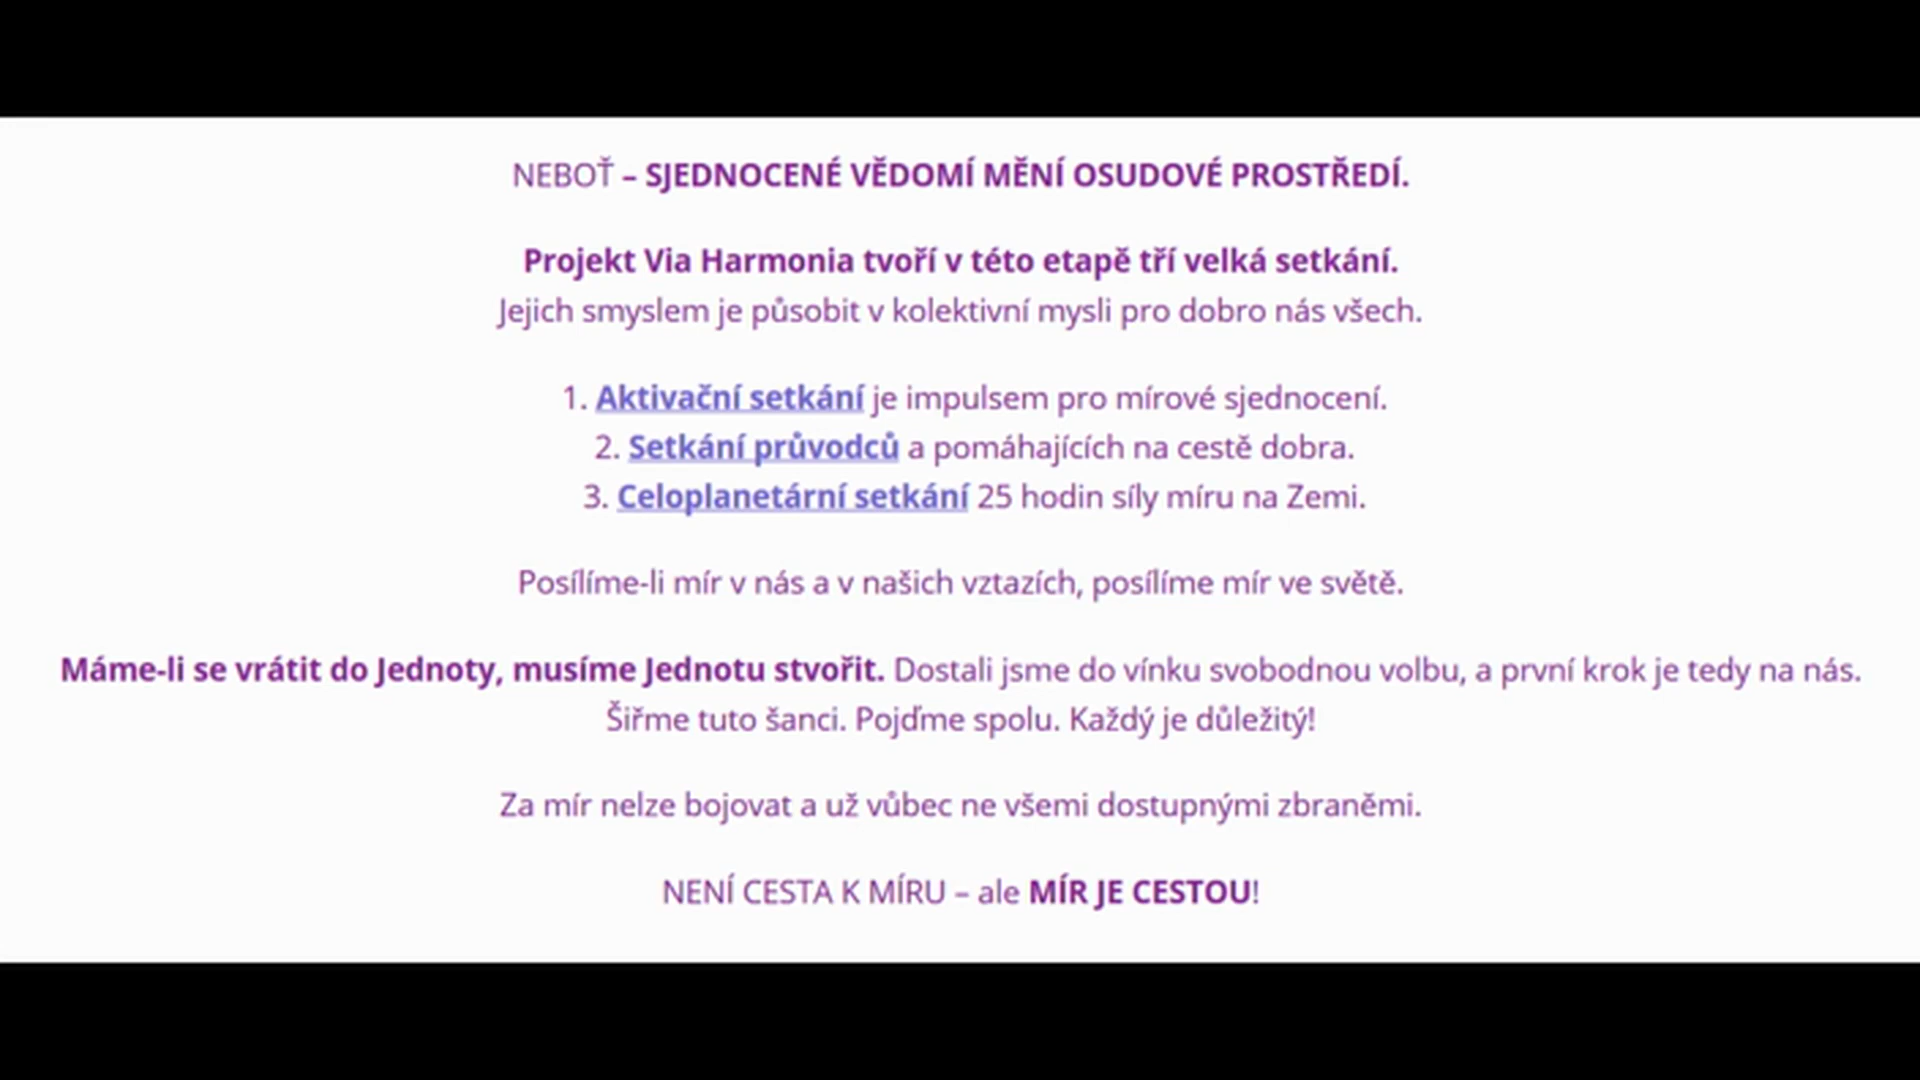 NEBOŤ – SJEDNOCENÉ VĚDOMÍ MĚNÍ OSUDOVÉ PROSTŘEDÍ.
Projekt Via Harmonia tvoří v této etapě tří velká setkání.
Jejich smyslem je působit v kolektivní mysli pro dobro nás všech.
1. Aktivační setkání je impulsem pro mírové sjednocení.
2. Setkání průvodců a pomáhajících na cestě dobra.
3. Celoplanetární setkání 25 hodin síly míru na Zemi.
Posílíme-li mír v nás a v našich vztazích, posílíme mír ve světě.
Máme-li se vrátit do Jednoty, musíme Jednotu stvořit. Dostali jsme do vínku svobodnou volbu, a první krok je tedy na nás.
Šiřme tuto šanci. Pojďme spolu. Každý je důležitý!
Za mír nelze bojovat a už vůbec ne všemi dostupnými zbraněmi.
NENÍ CESTA K MÍRU – ale MÍR JE CESTOU!